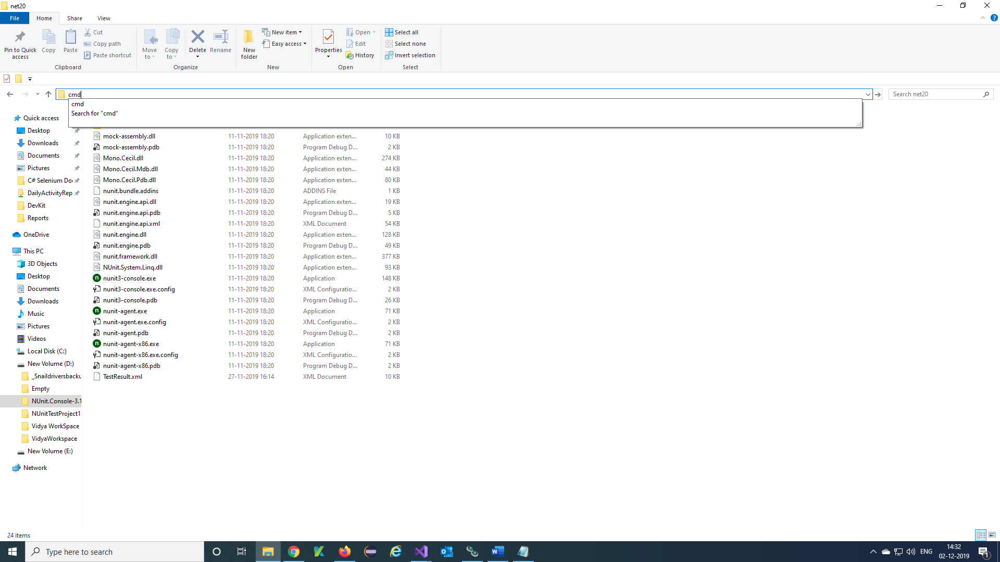 net20
File Home Share View
Pin to Quick access
Copy
Paste
Cut
Copy path
Paste shortcut
Clipboard
Move to
Copy to
Delete
Rename
Organize
New folder
New item
Easy access
New
Properties
Open
Edit
History
Open
Select all
Select none
Invert selection
Select
cmd
Search net20
cmd
Search for "cmd"
Quick access
Desktop
Downloads
Documents
Pictures
C# Selenium Do
DailyActivityRep
DevKit
Reports
OneDrive
This PC
3D Objects
Desktop
Documents
Downloads
Music
Pictures
Videos
Local Disk (C:)
New Volume (D:)
_Snaildriversbacku
Empty
NUnit.Console-3.1
NUnitTestProject1
Vidya WorkSpace
VidyaWorkspace
New Volume (E:)
Network
mock-assembly.dll 11-11-2019 18:20 Application exten... 10 KB
mock-assembly.pdb 11-11-2019 18:20 Program Debug D... 2 KB
Mono.Cecil.dll 11-11-2019 18:20 Application exten... 274 KB
Mono.Cecil.Mdb.dll 11-11-2019 18:20 Application exten... 44 KB
Mono.Cecil.Pdb.dll 11-11-2019 18:20 Application exten... 80 KB
nunit.bundle.addins 11-11-2019 18:20 ADDINS File 1 KB
nunit.engine.api.dll 11-11-2019 18:20 Application exten... 19 KB
nunit.engine.api.pdb 11-11-2019 18:20 Program Debug D... 5 KB
nunit.engine.api.xml 11-11-2019 18:20 XML Document 54 KB
nunit.engine.dll 11-11-2019 18:20 Application exten... 128 KB
nunit.engine.pdb 11-11-2019 18:20 Program Debug D... 49 KB
nunit.framework.dll 11-11-2019 18:20 Application exten... 377 KB
NUnit.System.Linq.dll 11-11-2019 18:20 Application exten... 93 KB
nunit3-console.exe 11-11-2019 18:20 Application 148 KB
nunit3-console.exe.config 11-11-2019 18:20 XML Configuratio... 2 KB
nunit3-console.pdb 11-11-2019 18:20 Program Debug D... 26 KB
nunit-agent.exe 11-11-2019 18:20 Application 71 KB
nunit-agent.exe.config 11-11-2019 18:20 XML Configuratio... 2 KB
nunit-agent.pdb 11-11-2019 18:20 Program Debug D... 2 KB
nunit-agent-x86.exe 11-11-2019 18:20 Application 71 KB
nunit-agent-x86.exe.config 11-11-2019 18:20 XML Configuratio... 2 KB
nunit-agent-x86.pdb 11-11-2019 18:20 Program Debug D... 2 KB
TestResult.xml 27-11-2019 16:14 XML Document 10 KB
24 items
Type here to search
ENG
14:32
02-12-2019
1